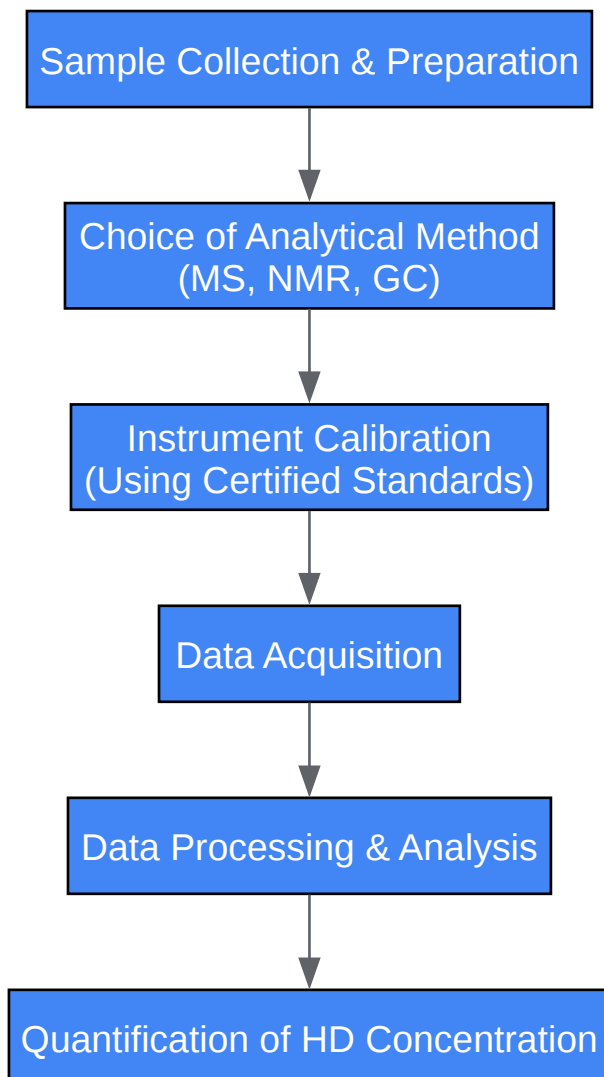 Sample Collection & Preparation
Choice of Analytical Method
(MS, NMR, GC)
Instrument Calibration
(Using Certified Standards)
Data Acquisition
Data Processing & Analysis
Quantification of HD Concentration